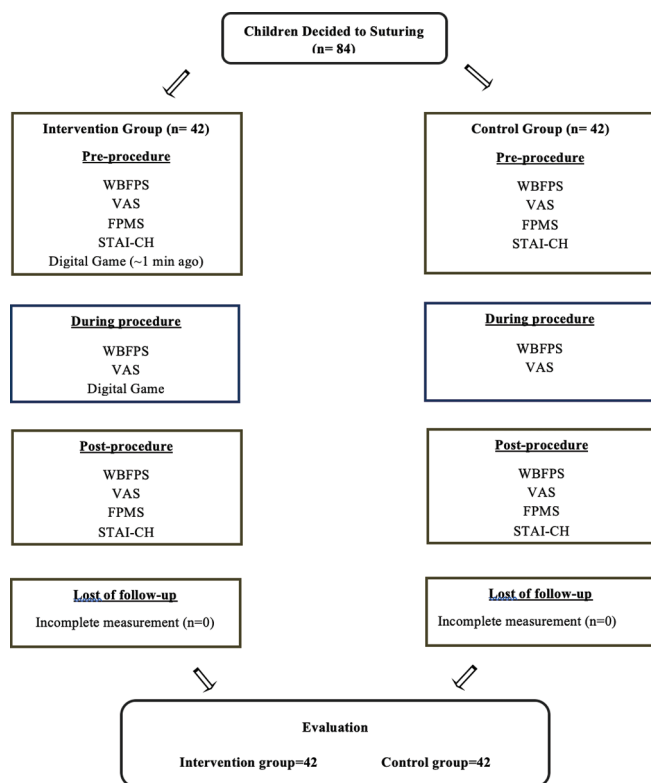 Children Decided to Suturing
(n= 84)
Intervention Group (n= 42)
Pre-procedure
WBFPS
VAS
FPMS
STAI-CH
Digital Game (~1 min ago)
Control Group (n= 42)
Pre-procedure
WBFPS
VAS
FPMS
STAI-CH
During procedure
WBFPS
VAS
Digital Game
During procedure
WBFPS
VAS
Post-procedure
WBFPS
VAS
FPMS
STAI-CH
Post-procedure
WBFPS
VAS
FPMS
STAI-CH
Lost of follow-up
Incomplete measurement (n=0)
Lost of follow-up
Incomplete measurement (n=0)
Evaluation
Intervention group=42 Control group=42